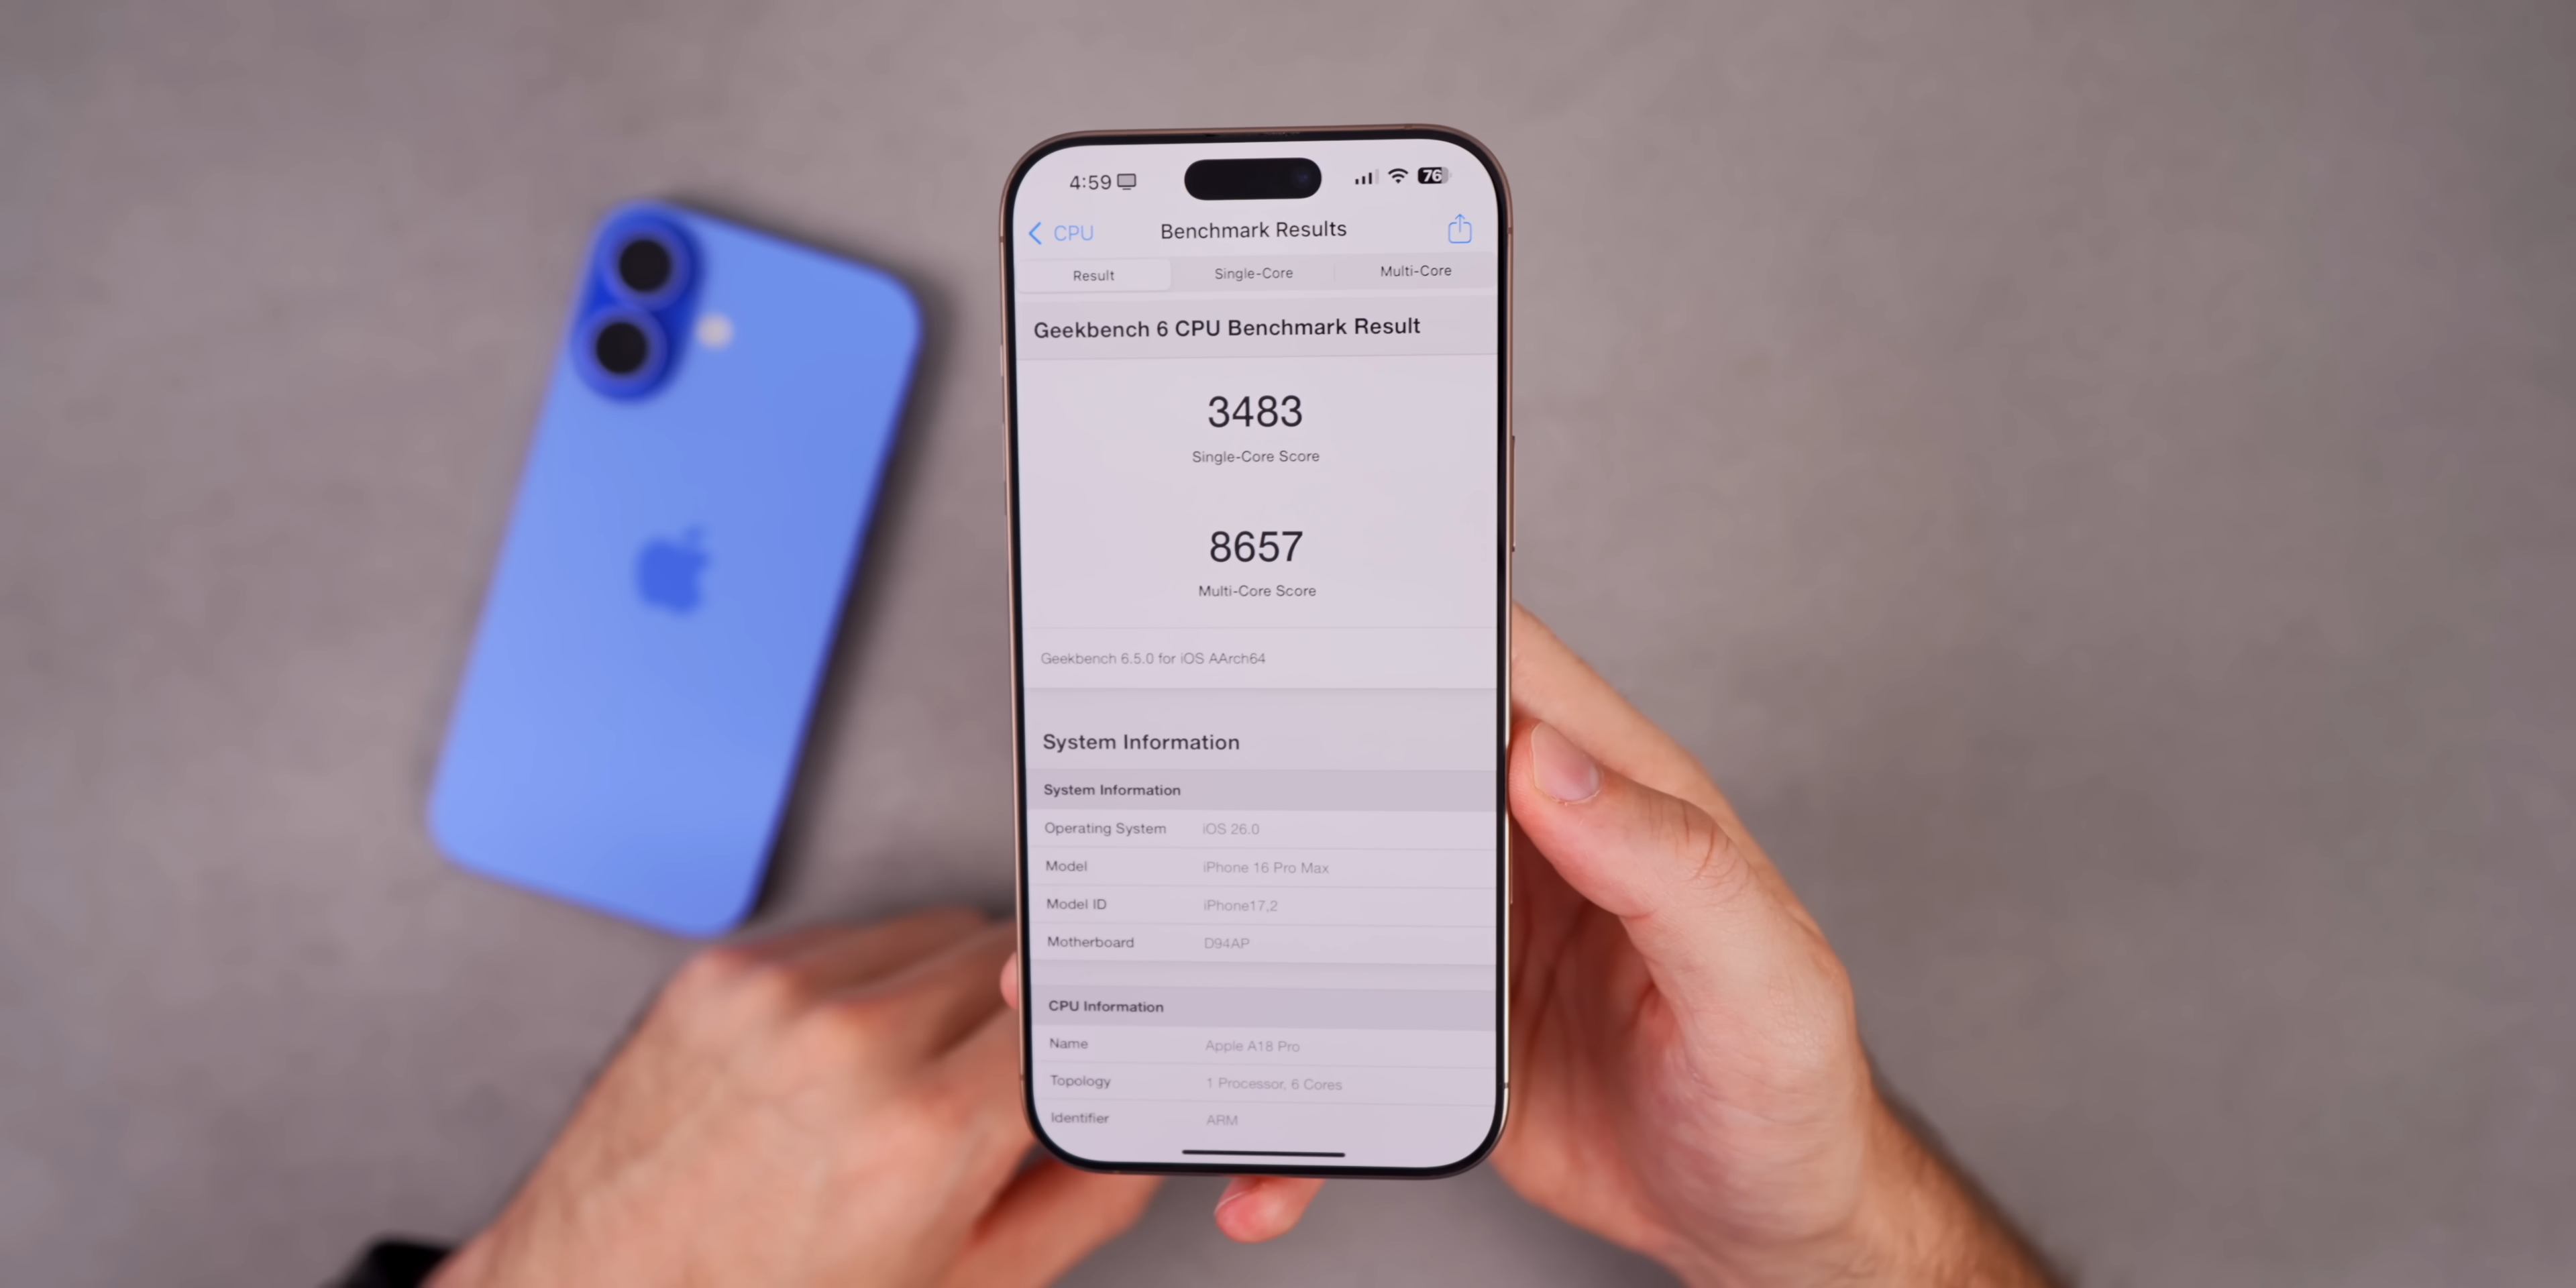 4:59 76
CPU Benchmark Results
Result Single-Core Multi-Core
Geekbench 6 CPU Benchmark Result
3483
Single-Core Score
8657
Multi-Core Score
Geekbench 6.5.0 for iOS AArch64
System Information
System Information
Operating System iOS 26.0
Model iPhone 16 Pro Max
Model ID iPhone17,2
Motherboard D94AP
CPU Information
Name Apple A18 Pro
Topology 1 Processor, 6 Cores
Identifier ARM